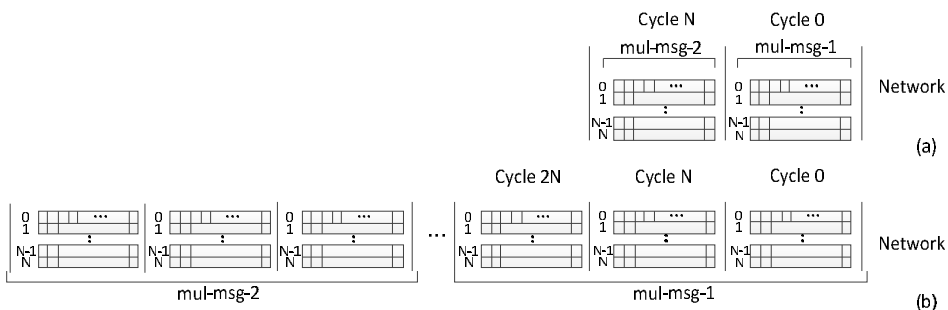 Cycle N Cycle 0
mul-msg-2 mul-msg-1
0 ... 0 ... Network
1 1
N-1 N-1
N N
(a)
Cycle 2N Cycle N Cycle 0
0 ... 0 ... 0 ... 0 ... 0 ... 0 ...
1 1 1 1 1 1
... Network
N-1 N-1 N-1 N-1 N-1 N-1
N N N N N N
mul-msg-2 mul-msg-1
(b)